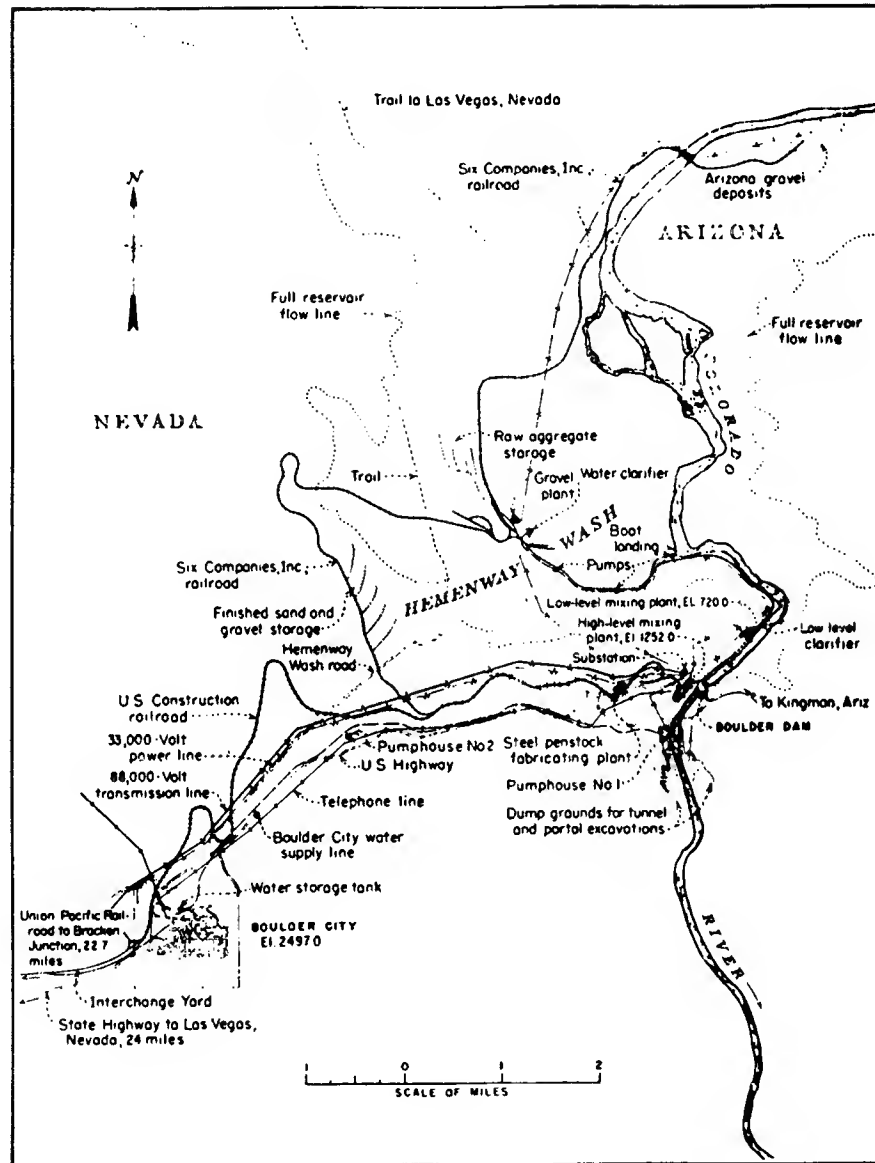 Trail to Las Vegas, Nevada
Six Companies, Inc
railroad
Arizona gravel
deposits
N
ARIZONA
Full reservoir
flow line
Full reservoir
flow line
COLORADO
NEVADA
Raw aggregate
storage
Trail
Gravel
plant
Water clarifier
WASH
Boat
landing
Pumps
Six Companies, Inc
railroad
HEMENWAY
Low-level mixing plant, El. 720.0
Finished sand and
gravel storage
High-level mixing
plant, El. 1252.0
Low level
clarifier
Hemenway
Wash road
Substation
U.S. Construction
railroad
To Kingman, Ariz
BOULDER DAM
33,000-Volt
power line
Pumphouse No 2
U S Highway
Steel penstock
fabricating plant
Pumphouse No 1
88,000-Volt
transmission line
Telephone line
Dump grounds for tunnel
and portal excavations
Boulder City water
supply line
Water storage tank
Union Pacific Rail-
road to Bracken
Junction, 22.7
miles
BOULDER CITY
El. 2497.0
RIVER
Interchange Yard
State Highway to Las Vegas,
Nevada, 24 miles
1 0 1 2
SCALE OF MILES